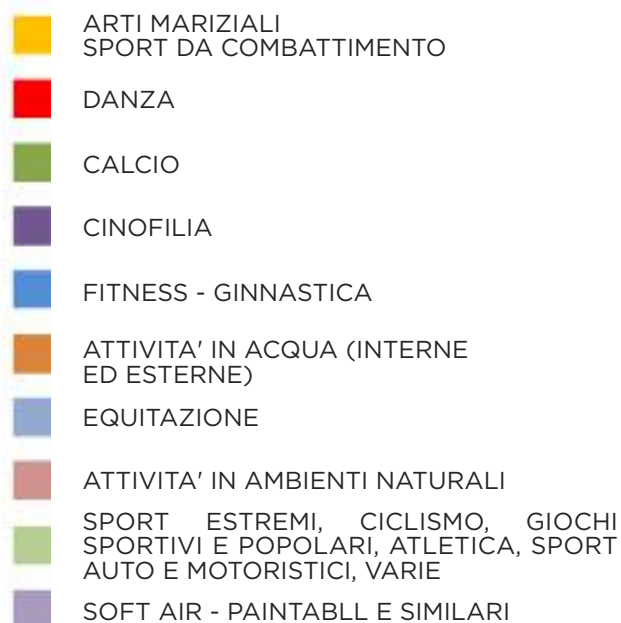 ARTI MARIZIALI
SPORT DA COMBATTIMENTO
DANZA
CALCIO
CINOFILIA
FITNESS - GINNASTICA
ATTIVITA' IN ACQUA (INTERNE
ED ESTERNE)
EQUITAZIONE
ATTIVITA' IN AMBIENTI NATURALI
SPORT ESTREMI, CICLISMO, GIOCHI
SPORTIVI E POPOLARI, ATLETICA, SPORT
AUTO E MOTORISTICI, VARIE
SOFT AIR - PAINTABLL E SIMILARI